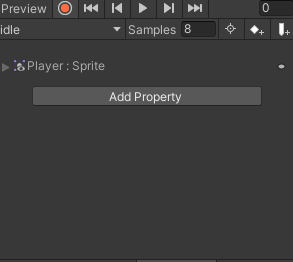 Preview 0
idle Samples 8
Player : Sprite
Add Property